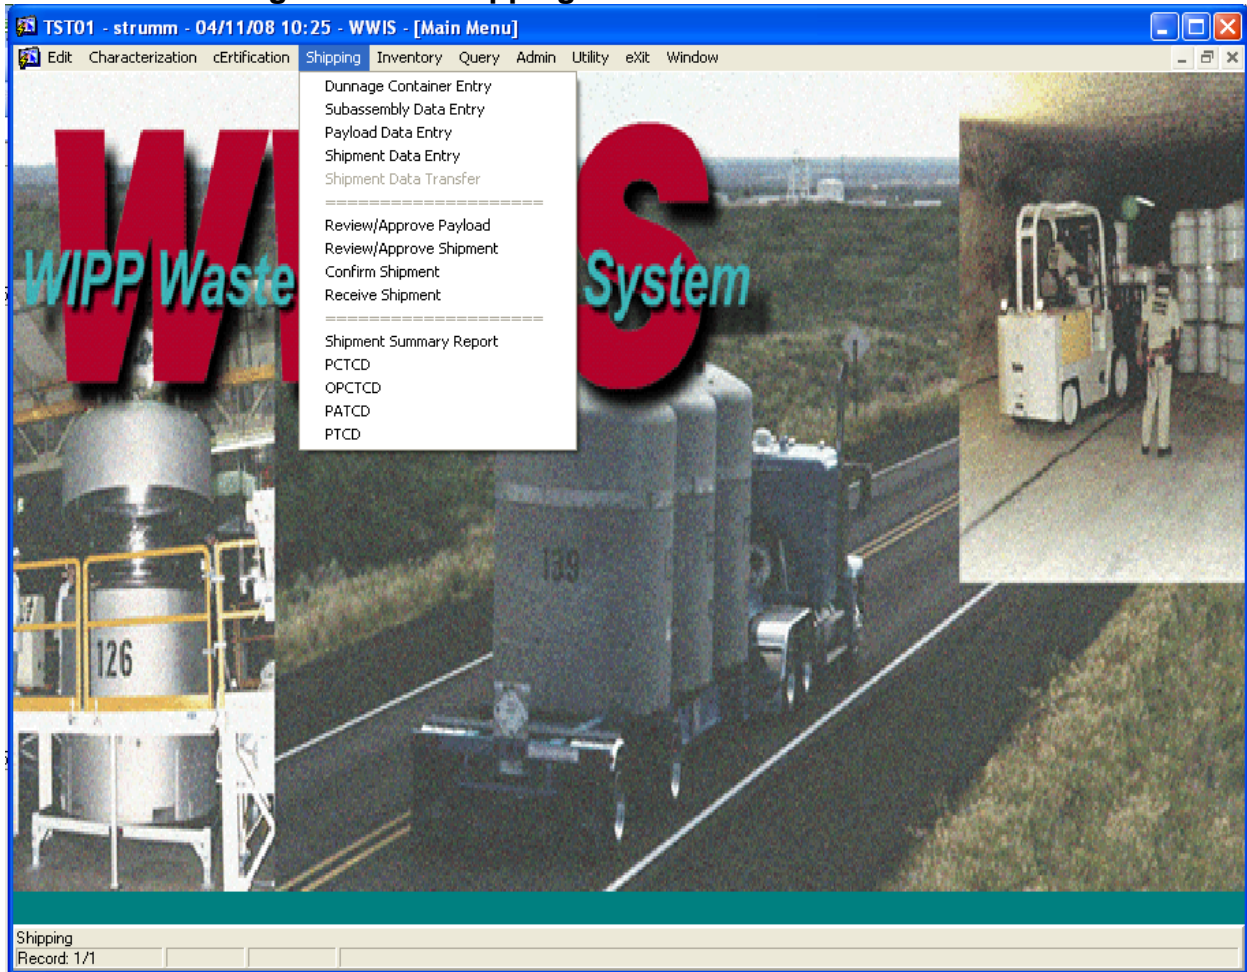 TST01 - strumm - 04/11/08 10:25 - WWIS - [Main Menu]
Edit Characterization cErtification Shipping Inventory Query Admin Utility eXit Window
Dunnage Container Entry
Subassembly Data Entry
Payload Data Entry
Shipment Data Entry
Shipment Data Transfer
=====================
Review/Approve Payload
Review/Approve Shipment
Confirm Shipment
Receive Shipment
=====================
Shipment Summary Report
PCTCD
OPCTCD
PATCD
PTCD
WIPP Waste System
139
126
Shipping
Record: 1/1